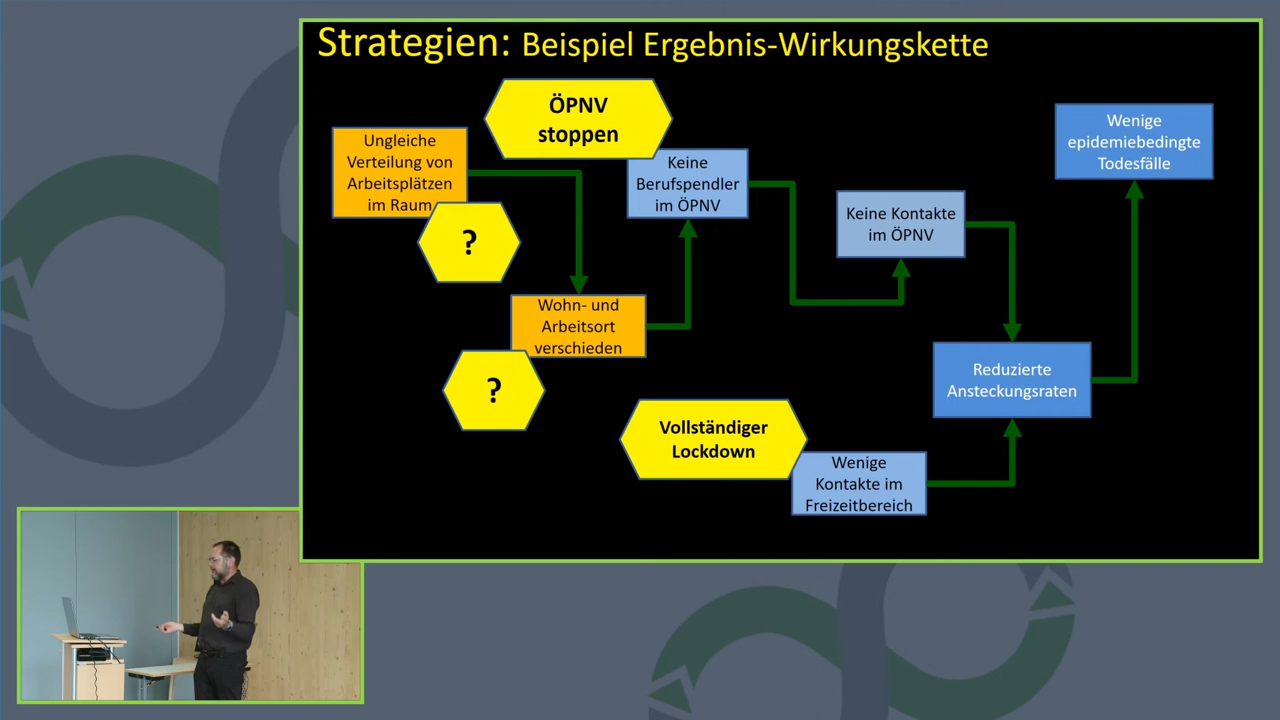 Strategien: Beispiel Ergebnis-Wirkungskette
ÖPNV
stoppen
Ungleiche
Verteilung von
Arbeitsplätzen
im Raum
?
Keine
Berufspendler
im ÖPNV
Keine Kontakte
im ÖPNV
Wenige
epidemiebedingte
Todesfälle
Wohn- und
Arbeitsort
verschieden
?
Reduzierte
Ansteckungsraten
Vollständiger
Lockdown
Wenige
Kontakte im
Freizeitbereich